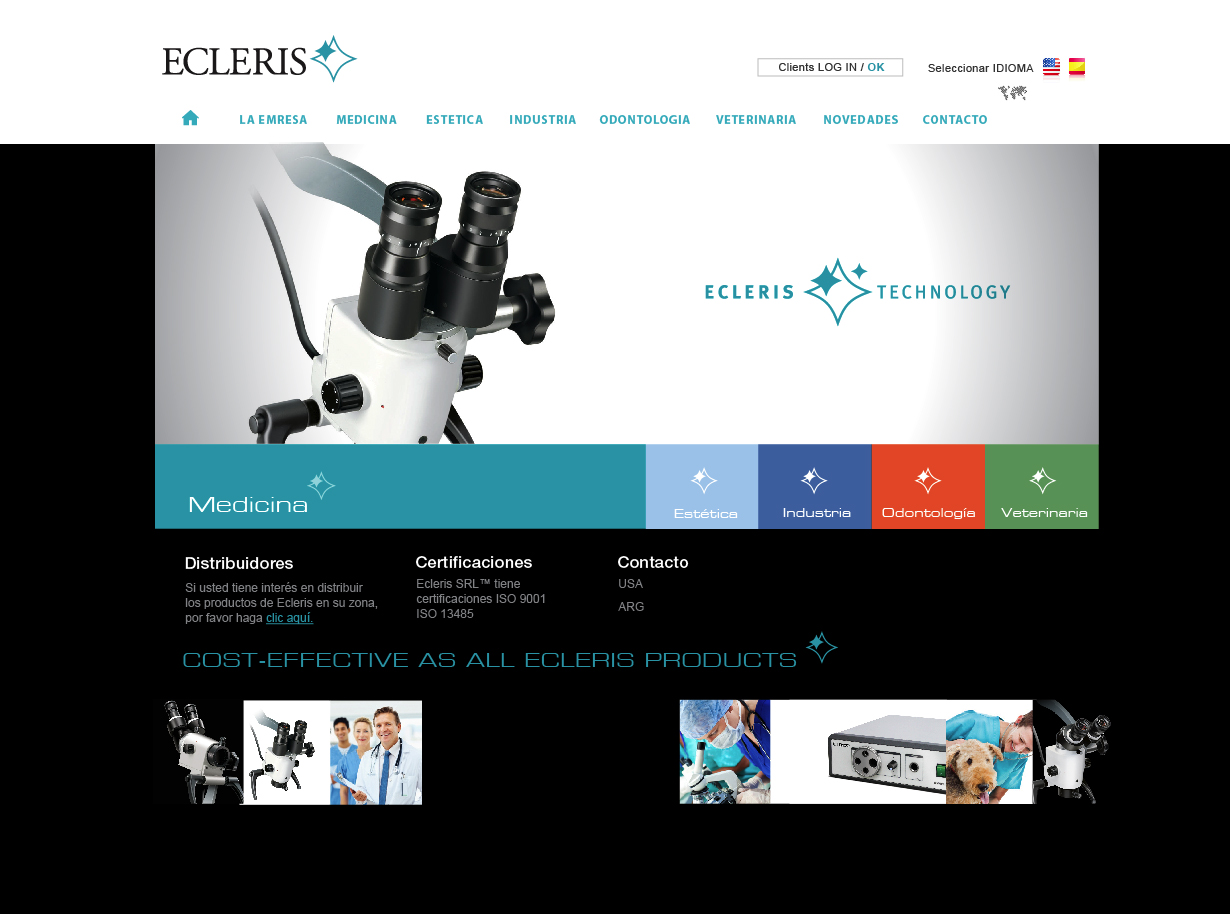 ECLERIS
Clients LOG IN / OK
Seleccionar IDIOMA
LA EMRESA MEDICINA ESTETICA INDUSTRIA ODONTOLOGIA VETERINARIA NOVEDADES CONTACTO
ECLERIS TECHNOLOGY
Medicina
Estética
Industria
Odontología
Veterinaria
Distribuidores
Si usted tiene interés en distribuir
los productos de Ecleris en su zona,
por favor haga clic aquí.
Certificaciones
Ecleris SRL™ tiene
certificaciones ISO 9001
ISO 13485
Contacto
USA
ARG
COST-EFFECTIVE AS ALL ECLERIS PRODUCTS